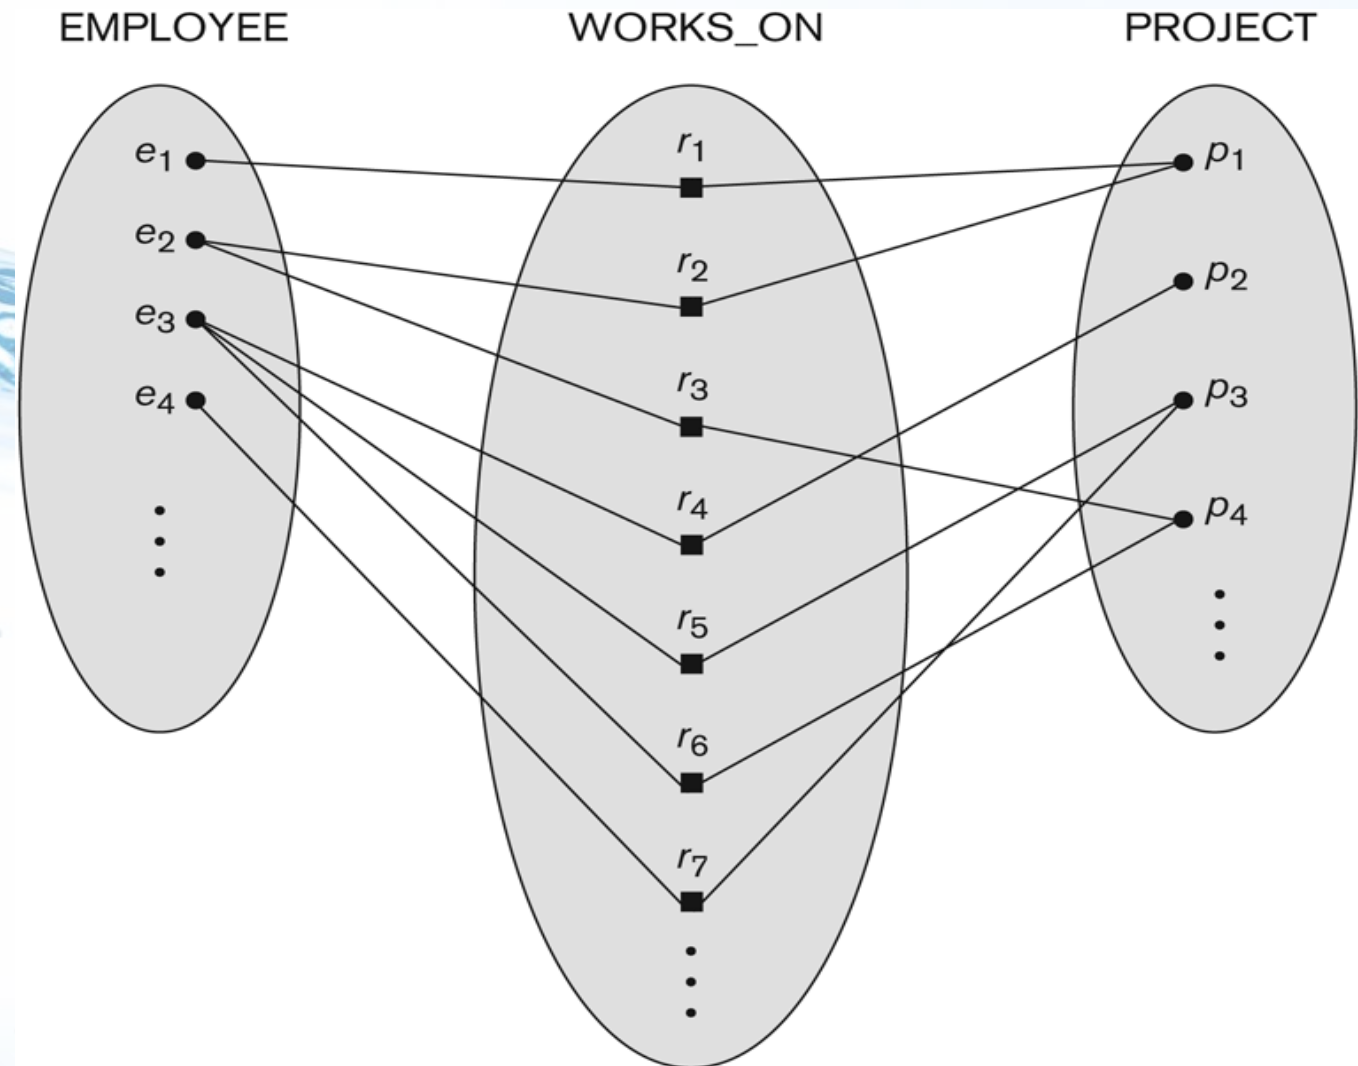 EMPLOYEE WORKS_ON PROJECT
e1 r1 p1
e2 r2 p2
e3 r3 p3
e4 r4 p4
r5
r6
r7